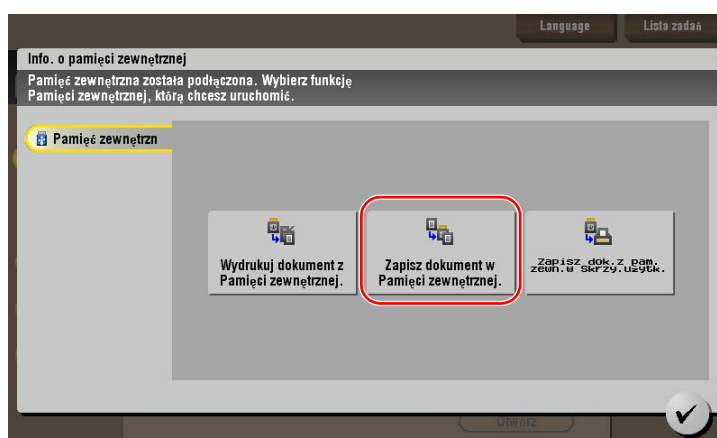 Language
Lista zadań
Info. o pamięci zewnętrznej
Pamięć zewnętrzna została podłączona. Wybierz funkcję
Pamięci zewnętrznej, którą chcesz uruchomić.
Pamięć zewnętrzn
Wydrukuj dokument z
Pamięci zewnętrznej.
Zapisz dokument w
Pamięci zewnętrznej.
Zapisz dok.z pam.
zewn.w Skrzy.użytk.
Otwórz